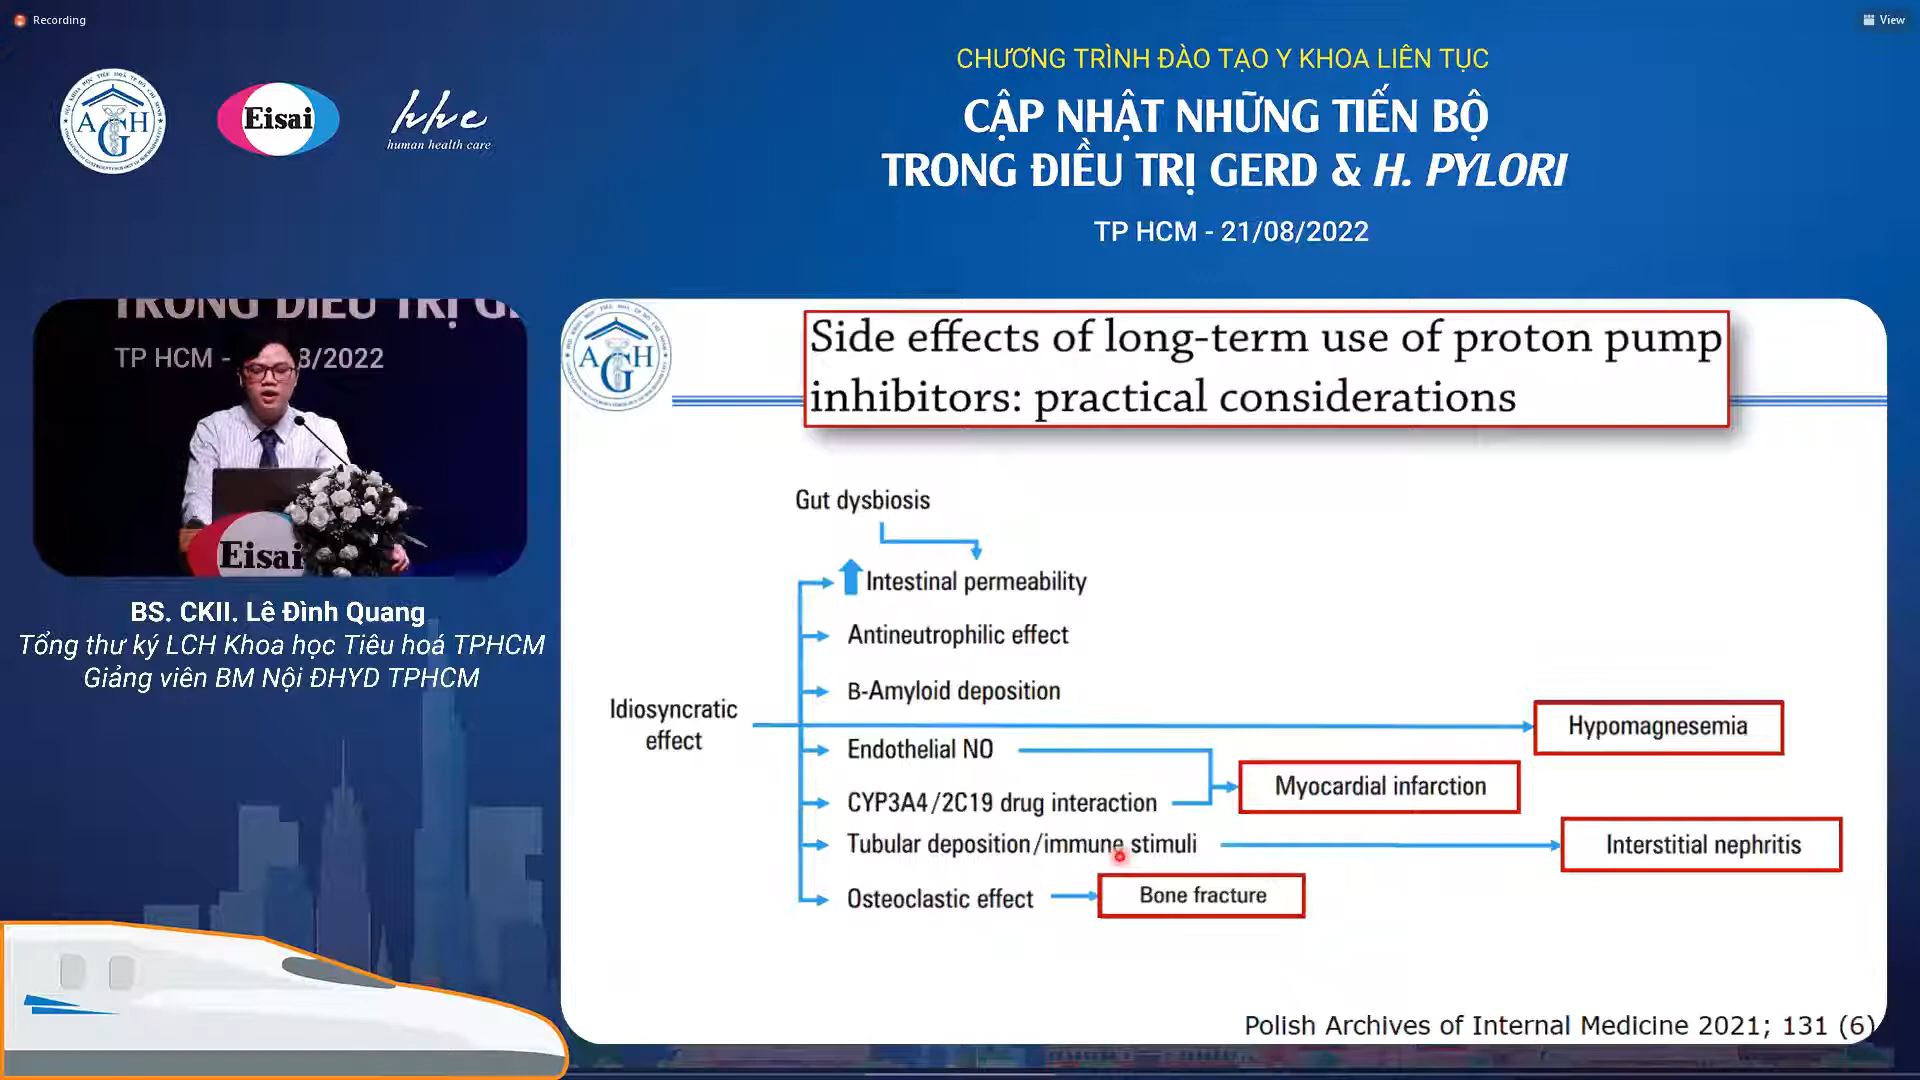 Recording
View
CHƯƠNG TRÌNH ĐÀO TẠO Y KHOA LIÊN TỤC
CẬP NHẬT NHỮNG TIẾN BỘ
TRONG ĐIỀU TRỊ GERD & H. PYLORI
TP HCM - 21/08/2022
AGH
Eisai
hhc
human health care
TRONG ĐIỀU TRỊ G
TP HCM - 8/2022
Eisai
BS. CKII. Lê Đình Quang
Tổng thư ký LCH Khoa học Tiêu hoá TPHCM
Giảng viên BM Nội ĐHYD TPHCM
AGH
Side effects of long-term use of proton pump
inhibitors: practical considerations
Gut dysbiosis
Intestinal permeability
Antineutrophilic effect
B-Amyloid deposition
Idiosyncratic
effect
Hypomagnesemia
Endothelial NO
Myocardial infarction
CYP3A4/2C19 drug interaction
Tubular deposition/immune stimuli
Interstitial nephritis
Osteoclastic effect
Bone fracture
Polish Archives of Internal Medicine 2021; 131 (6)